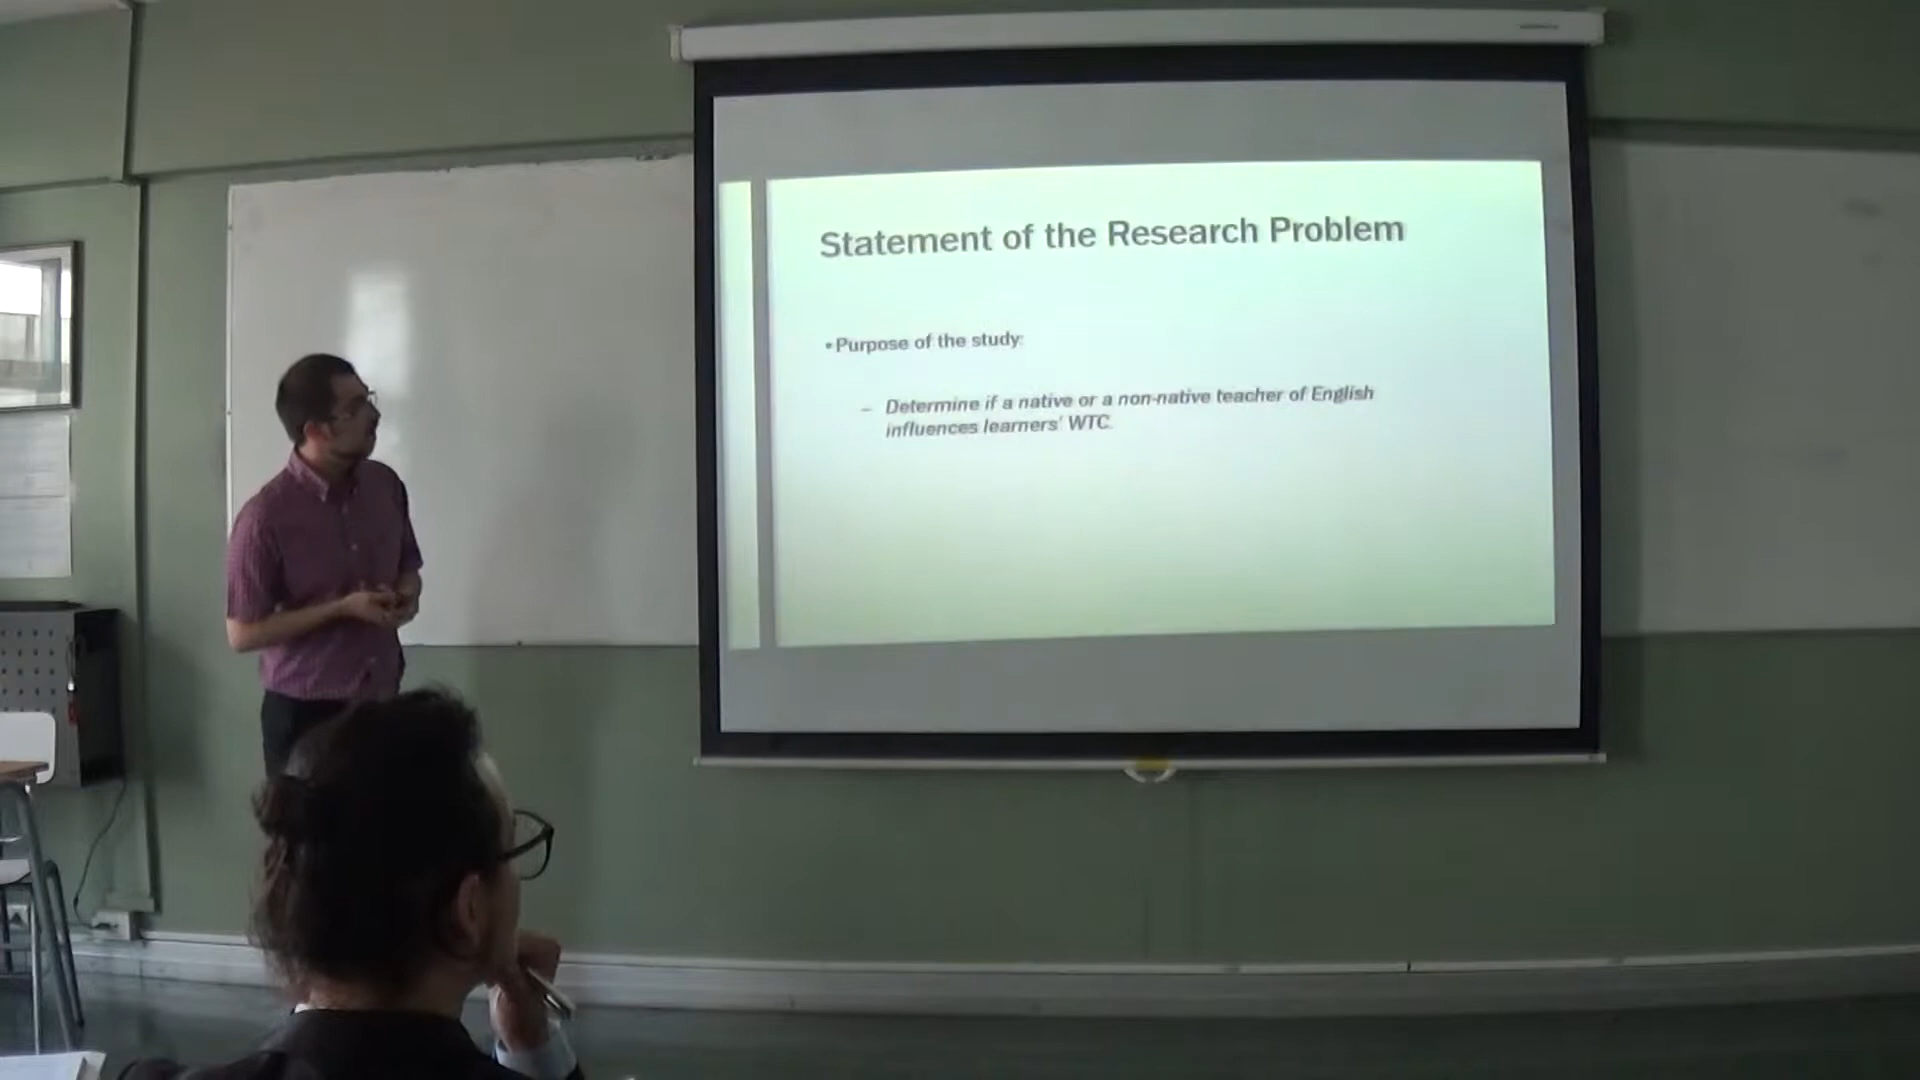 Statement of the Research Problem
• Purpose of the study:
– Determine if a native or a non-native teacher of English
influences learners' WTC.